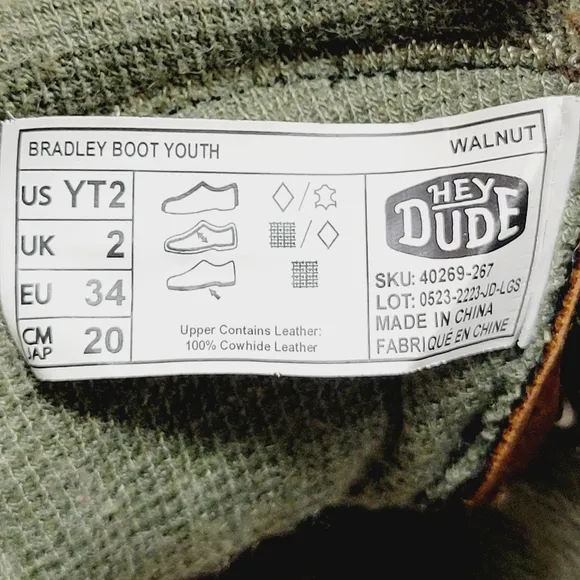 BRADLEY BOOT YOUTH
WALNUT
US YT2
UK 2
EU 34
CM JAP 20
Upper Contains Leather:
100% Cowhide Leather
HEY
DUDE
SKU: 40269-267
LOT: 0523-2223-JD-LGS
MADE IN CHINA
FABRIQUÉ EN CHINE